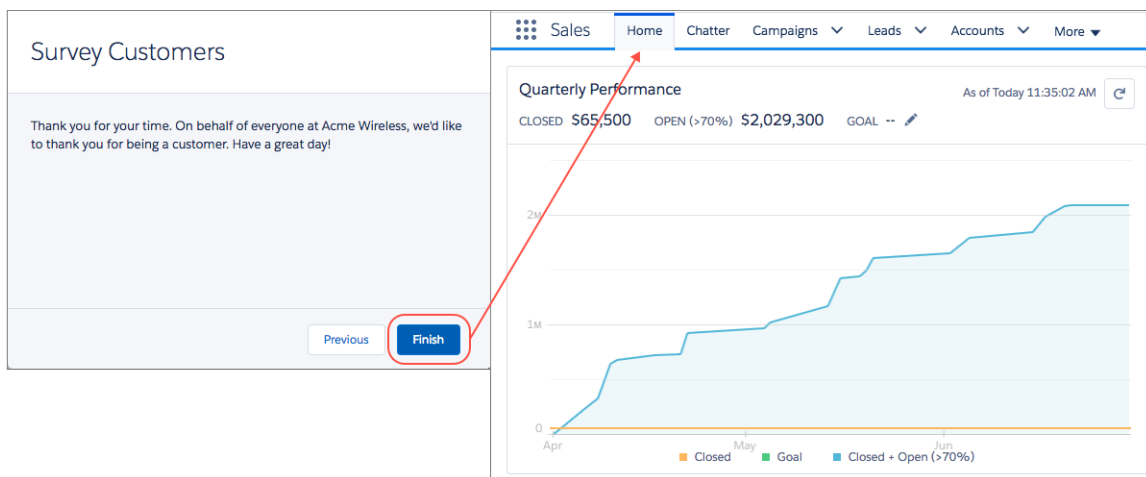 Survey Customers
Thank you for your time. On behalf of everyone at Acme Wireless, we'd like
to thank you for being a customer. Have a great day!
Previous
Finish
Sales
Home
Chatter
Campaigns
Leads
Accounts
More
Quarterly Performance
As of Today 11:35:02 AM
CLOSED $65,500 OPEN (>70%) $2,029,300 GOAL --
2M
1M
0
Apr
May
Jun
Closed
Goal
Closed + Open (>70%)